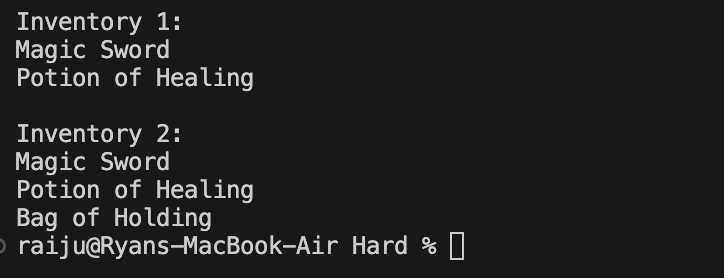 Inventory 1:
Magic Sword
Potion of Healing
Inventory 2:
Magic Sword
Potion of Healing
Bag of Holding
raiju@Ryans-MacBook-Air Hard %